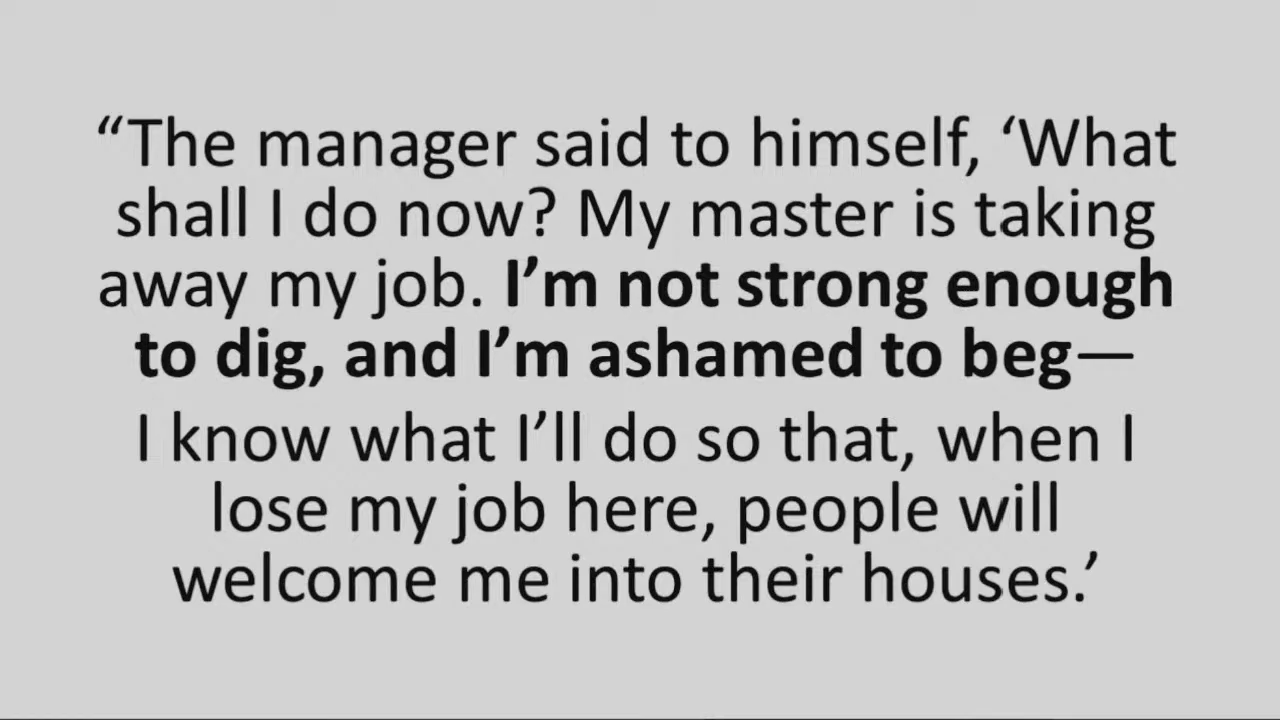 “The manager said to himself, ‘What
shall I do now? My master is taking
away my job. I’m not strong enough
to dig, and I’m ashamed to beg—
I know what I’ll do so that, when I
lose my job here, people will
welcome me into their houses.’